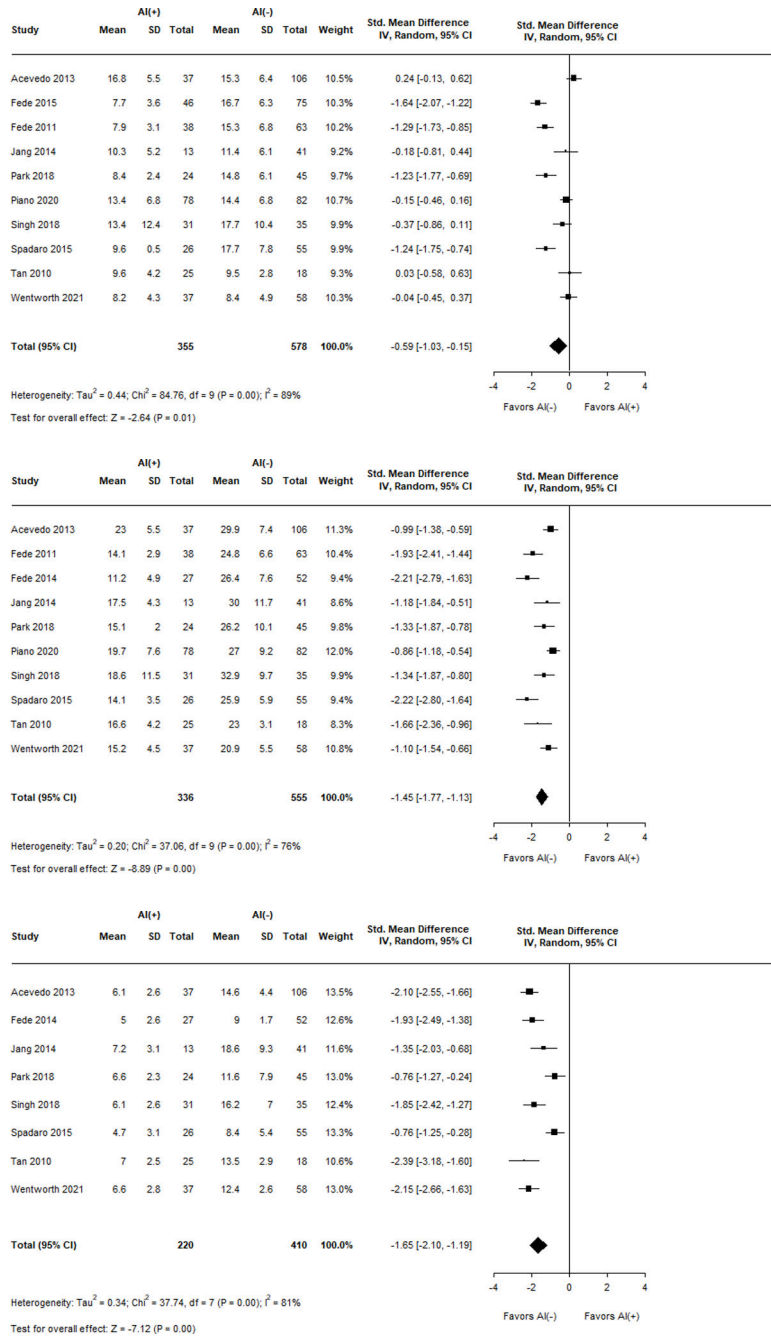 AI(+) AI(-) Std. Mean Difference Std. Mean Difference
Study Mean SD Total Mean SD Total Weight IV, Random, 95% CI IV, Random, 95% CI
Acevedo 2013 16.8 5.5 37 15.3 6.4 106 10.5% 0.24 [-0.13, 0.62]
Fede 2015 7.7 3.6 46 16.7 6.3 75 10.3% -1.64 [-2.07, -1.22]
Fede 2011 7.9 3.1 38 15.3 6.8 63 10.2% -1.29 [-1.73, -0.85]
Jang 2014 10.3 5.2 13 11.4 6.1 41 9.2% -0.18 [-0.81, 0.44]
Park 2018 8.4 2.4 24 14.8 6.1 45 9.7% -1.23 [-1.77, -0.69]
Piano 2020 13.4 6.8 78 14.4 6.8 82 10.8% -0.15 [-0.46, 0.16]
Singh 2018 13.4 12.4 31 17.7 10.4 35 10.0% -0.37 [-0.86, 0.11]
Spadaro 2015 9.6 0.5 26 17.7 7.8 55 9.9% -1.24 [-1.75, -0.74]
Tan 2010 9.6 4.2 25 9.5 2.8 18 9.3% 0.03 [-0.58, 0.63]
Wentworth 2021 8.2 4.3 37 8.4 4.9 58 10.3% -0.04 [-0.45, 0.37]
Total (95% CI) 355 578 100.0% -0.59 [-1.03, -0.15]
-4 -2 0 2 4
Heterogeneity: Tau² = 0.44; Chi² = 84.76, df = 9 (P = 0.00); I² = 89%
Favors AI(-) Favors AI(+)
Test for overall effect: Z = -2.64 (P = 0.01)
AI(+) AI(-) Std. Mean Difference Std. Mean Difference
Study Mean SD Total Mean SD Total Weight IV, Random, 95% CI IV, Random, 95% CI
Acevedo 2013 23 5.5 37 29.9 7.4 106 11.3% -0.99 [-1.38, -0.59]
Fede 2011 14.1 2.9 38 24.8 6.6 63 10.4% -1.93 [-2.41, -1.44]
Fede 2014 11.2 4.9 27 26.4 7.6 52 9.4% -2.21 [-2.79, -1.63]
Jang 2014 17.5 4.3 13 30 11.7 41 8.6% -1.18 [-1.84, -0.51]
Park 2018 15.1 2 24 26.2 10.1 45 9.8% -1.33 [-1.87, -0.78]
Piano 2020 19.7 7.6 78 27 9.2 82 12.0% -0.86 [-1.18, -0.54]
Singh 2018 18.6 11.5 31 32.9 9.7 35 9.9% -1.34 [-1.87, -0.80]
Spadaro 2015 14.1 3.5 26 25.9 5.9 55 9.4% -2.22 [-2.80, -1.64]
Tan 2010 16.6 4.2 25 23 3.1 18 8.3% -1.66 [-2.36, -0.96]
Wentworth 2021 15.2 4.5 37 20.9 5.5 58 10.8% -1.10 [-1.54, -0.66]
Total (95% CI) 336 555 100.0% -1.45 [-1.77, -1.13]
-4 -2 0 2 4
Heterogeneity: Tau² = 0.20; Chi² = 37.06, df = 9 (P = 0.00); I² = 76%
Favors AI(-) Favors AI(+)
Test for overall effect: Z = -8.89 (P = 0.00)
AI(+) AI(-) Std. Mean Difference Std. Mean Difference
Study Mean SD Total Mean SD Total Weight IV, Random, 95% CI IV, Random, 95% CI
Acevedo 2013 6.1 2.6 37 14.6 4.4 106 13.5% -2.10 [-2.55, -1.66]
Fede 2014 5 2.6 27 9 1.7 52 12.6% -1.93 [-2.49, -1.38]
Jang 2014 7.2 3.1 13 18.6 9.3 41 11.6% -1.35 [-2.03, -0.68]
Park 2018 6.6 2.3 24 11.6 7.9 45 13.0% -0.76 [-1.27, -0.24]
Singh 2018 6.1 2.6 31 16.2 7 35 12.4% -1.85 [-2.42, -1.27]
Spadaro 2015 4.7 3.1 26 8.4 5.4 55 13.3% -0.76 [-1.25, -0.28]
Tan 2010 7 2.5 25 13.5 2.9 18 10.6% -2.39 [-3.18, -1.60]
Wentworth 2021 6.6 2.8 37 12.4 2.6 58 13.0% -2.15 [-2.66, -1.63]
Total (95% CI) 220 410 100.0% -1.65 [-2.10, -1.19]
-4 -2 0 2 4
Heterogeneity: Tau² = 0.34; Chi² = 37.74, df = 7 (P = 0.00); I² = 81%
Favors AI(-) Favors AI(+)
Test for overall effect: Z = -7.12 (P = 0.00)